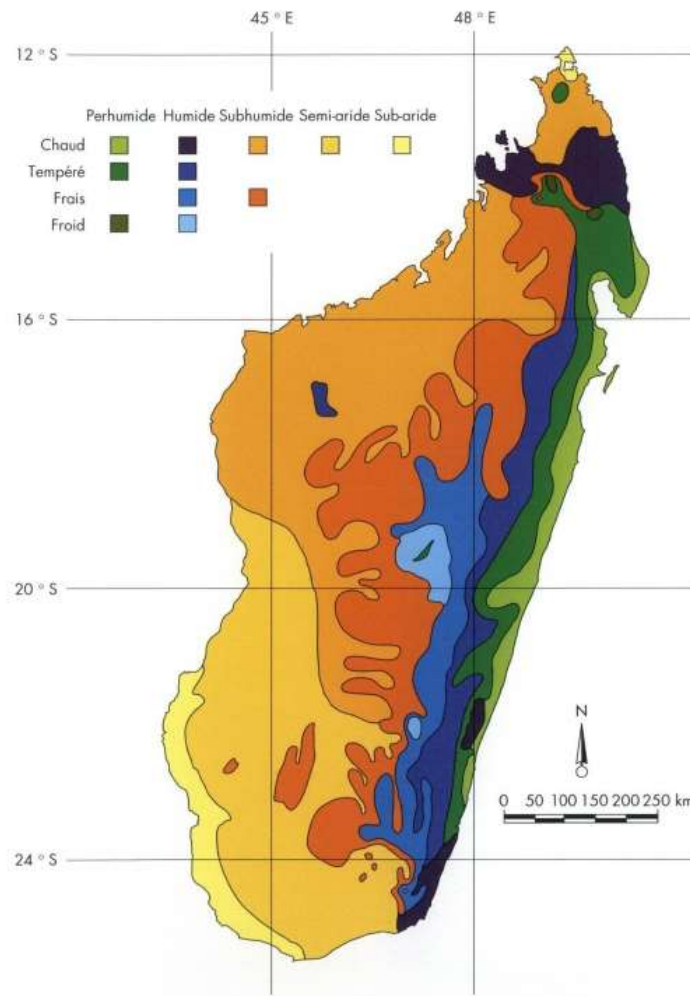 45 ° E 48 ° E
12 ° S
Perhumide Humide Subhumide Semi-aride Sub-aride
Chaud
Tempéré
Frais
Froid
16 ° S
20 ° S
N
0 50 100 150 200 250 km
24 ° S